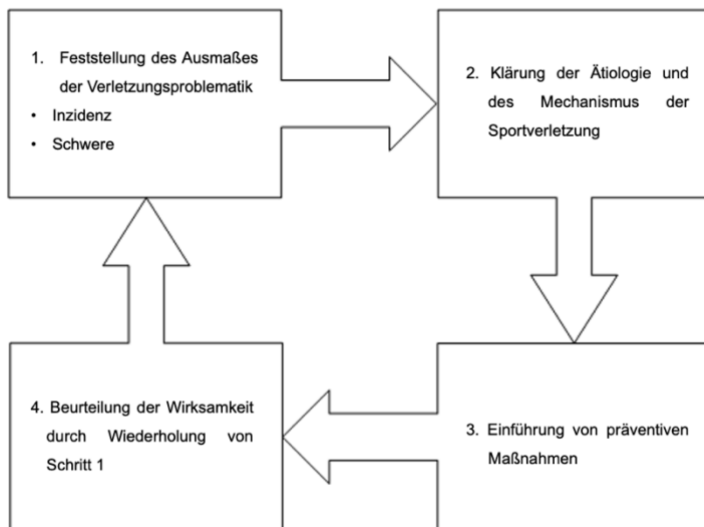 1. Feststellung des Ausmaßes
der Verletzungsproblematik
• Inzidenz
• Schwere
2. Klärung der Ätiologie und
des Mechanismus der
Sportverletzung
3. Einführung von präventiven
Maßnahmen
4. Beurteilung der Wirksamkeit
durch Wiederholung von
Schritt 1